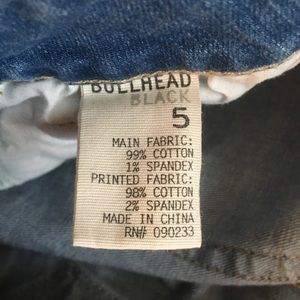 BULLHEAD
BLACK
5
MAIN FABRIC:
99% COTTON
1% SPANDEX
PRINTED FABRIC:
98% COTTON
2% SPANDEX
MADE IN CHINA
RN# 090233